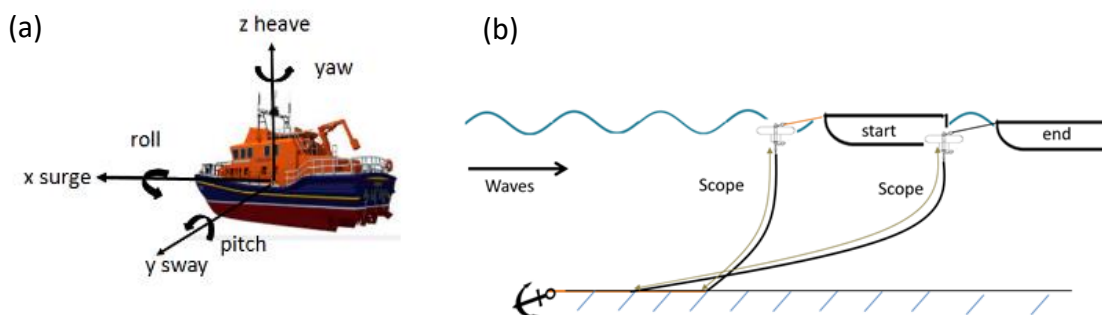 (a)
z heave
yaw
roll
x surge
pitch
y sway
(b)
start
end
Waves
Scope
Scope